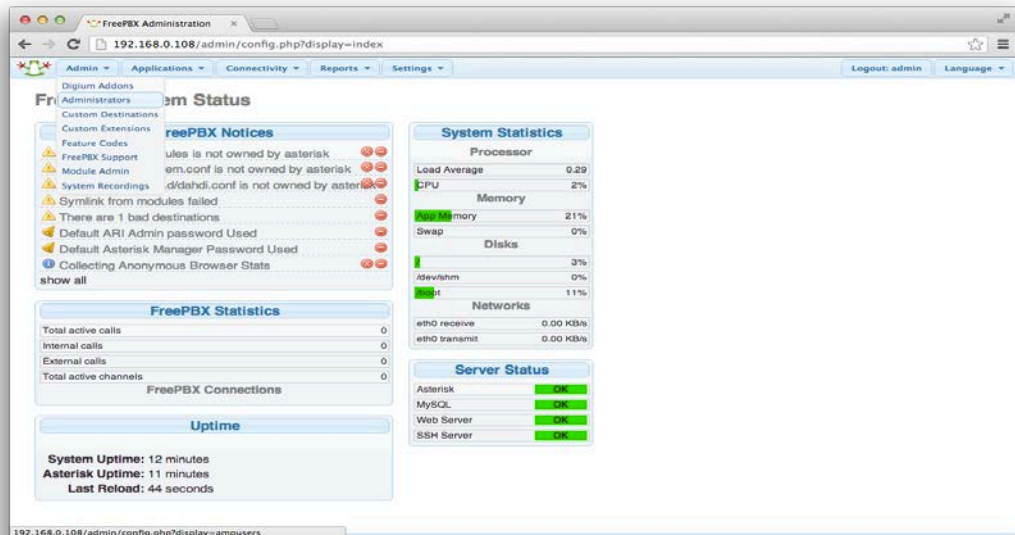 FreePBX Administration
192.168.0.108/admin/config.php?display=index
Admin Applications Connectivity Reports Settings Logout: admin Language
Digium Addons
Administrators
Custom Destinations
Custom Extensions
Feature Codes
FreePBX Support
Module Admin
System Recordings
Fr em Status
reePBX Notices
ules is not owned by asterisk
em.conf is not owned by asterisk
.d/dahdi.conf is not owned by asterisk
Symlink from modules failed
There are 1 bad destinations
Default ARI Admin password Used
Default Asterisk Manager Password Used
Collecting Anonymous Browser Stats
show all
FreePBX Statistics
Total active calls 0
Internal calls 0
External calls 0
Total active channels 0
FreePBX Connections
Uptime
System Uptime: 12 minutes
Asterisk Uptime: 11 minutes
Last Reload: 44 seconds
System Statistics
Processor
Load Average 0.29
CPU 2%
Memory
App Memory 21%
Swap 0%
Disks
/ 3%
/dev/shm 0%
/boot 11%
Networks
eth0 receive 0.00 KB/s
eth0 transmit 0.00 KB/s
Server Status
Asterisk OK
MySQL OK
Web Server OK
SSH Server OK
192.168.0.108/admin/config.php?display=ampusers